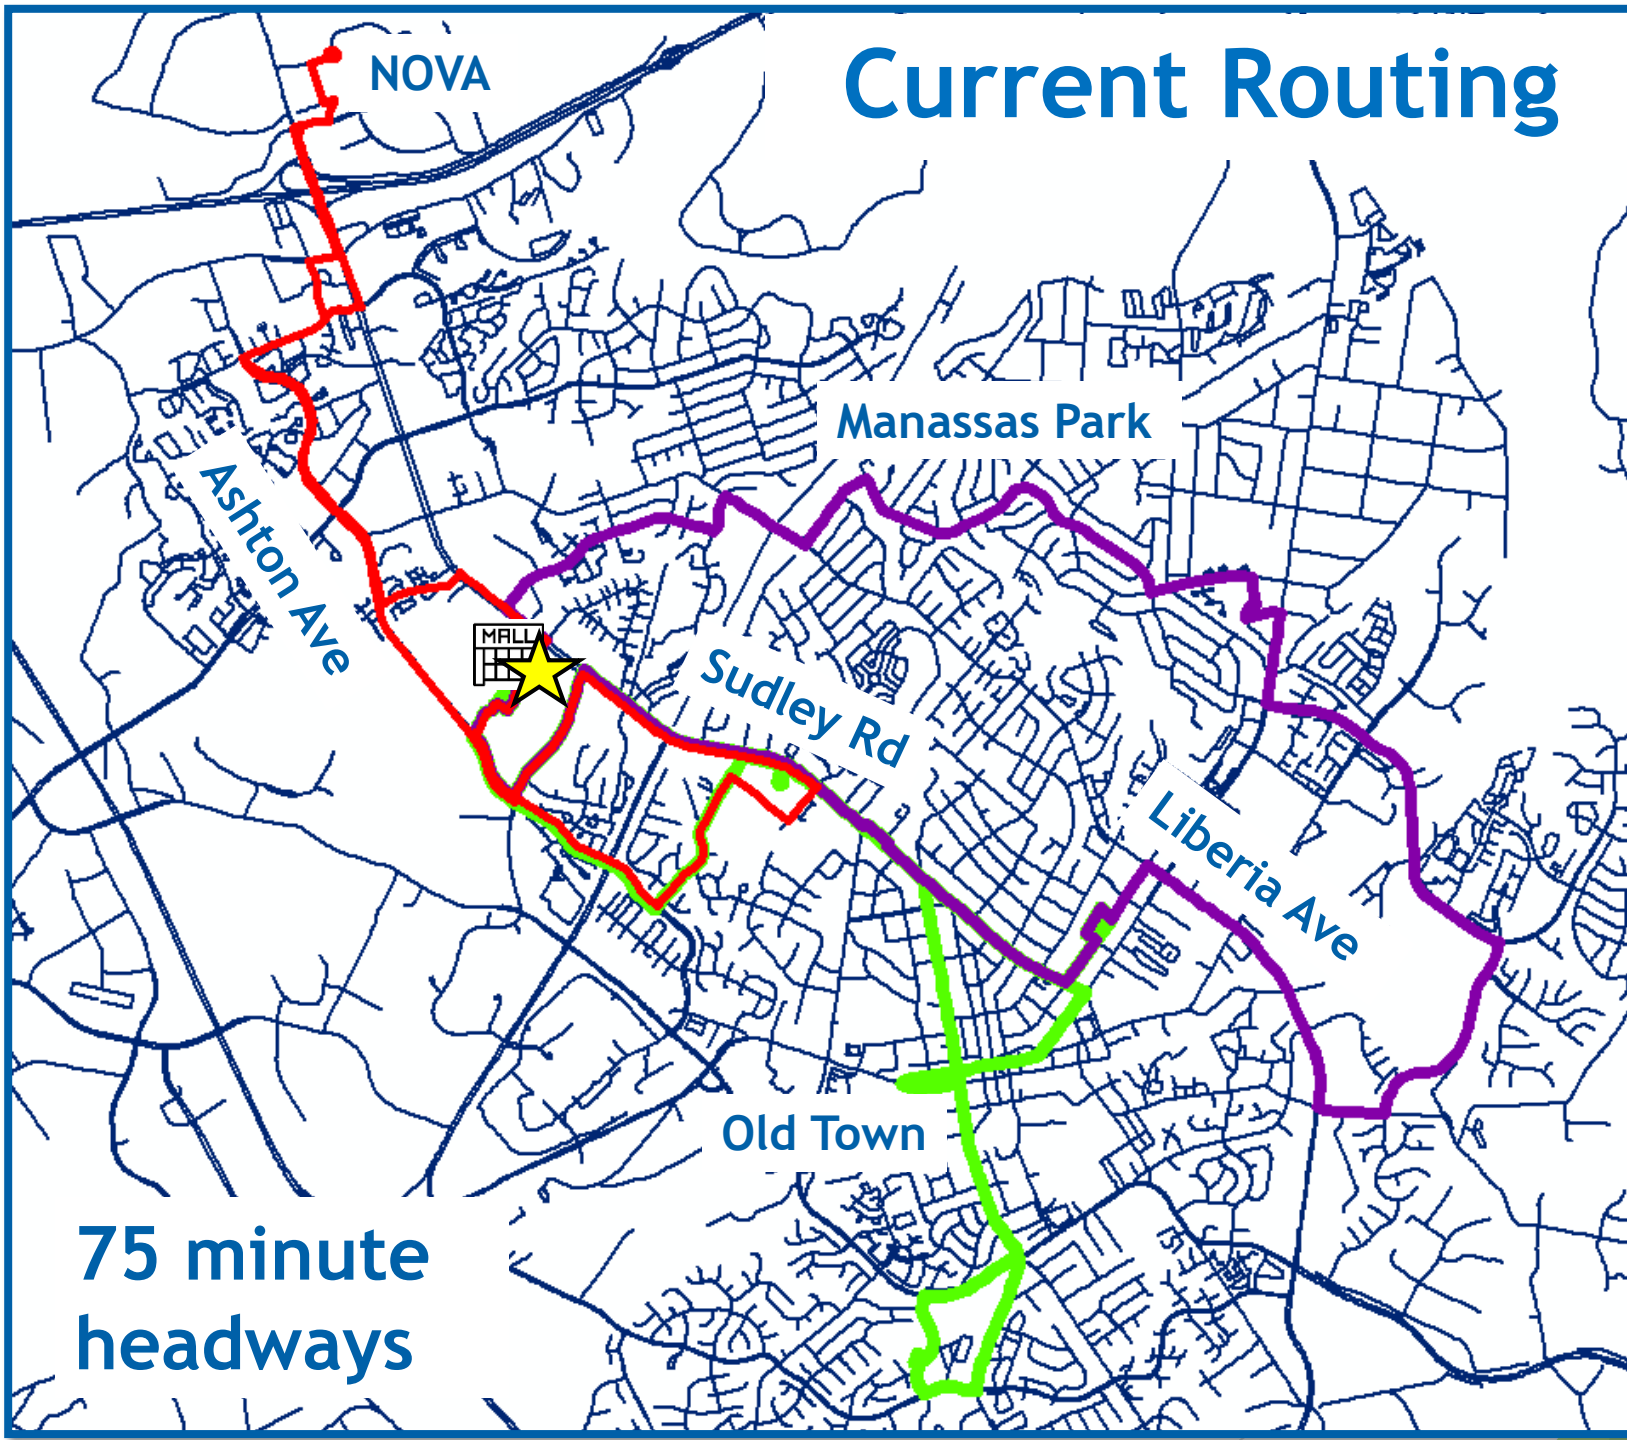 Current Routing
NOVA
Manassas Park
Ashton Ave
MALL
Sudley Rd
Liberia Ave
Old Town
75 minute
headways